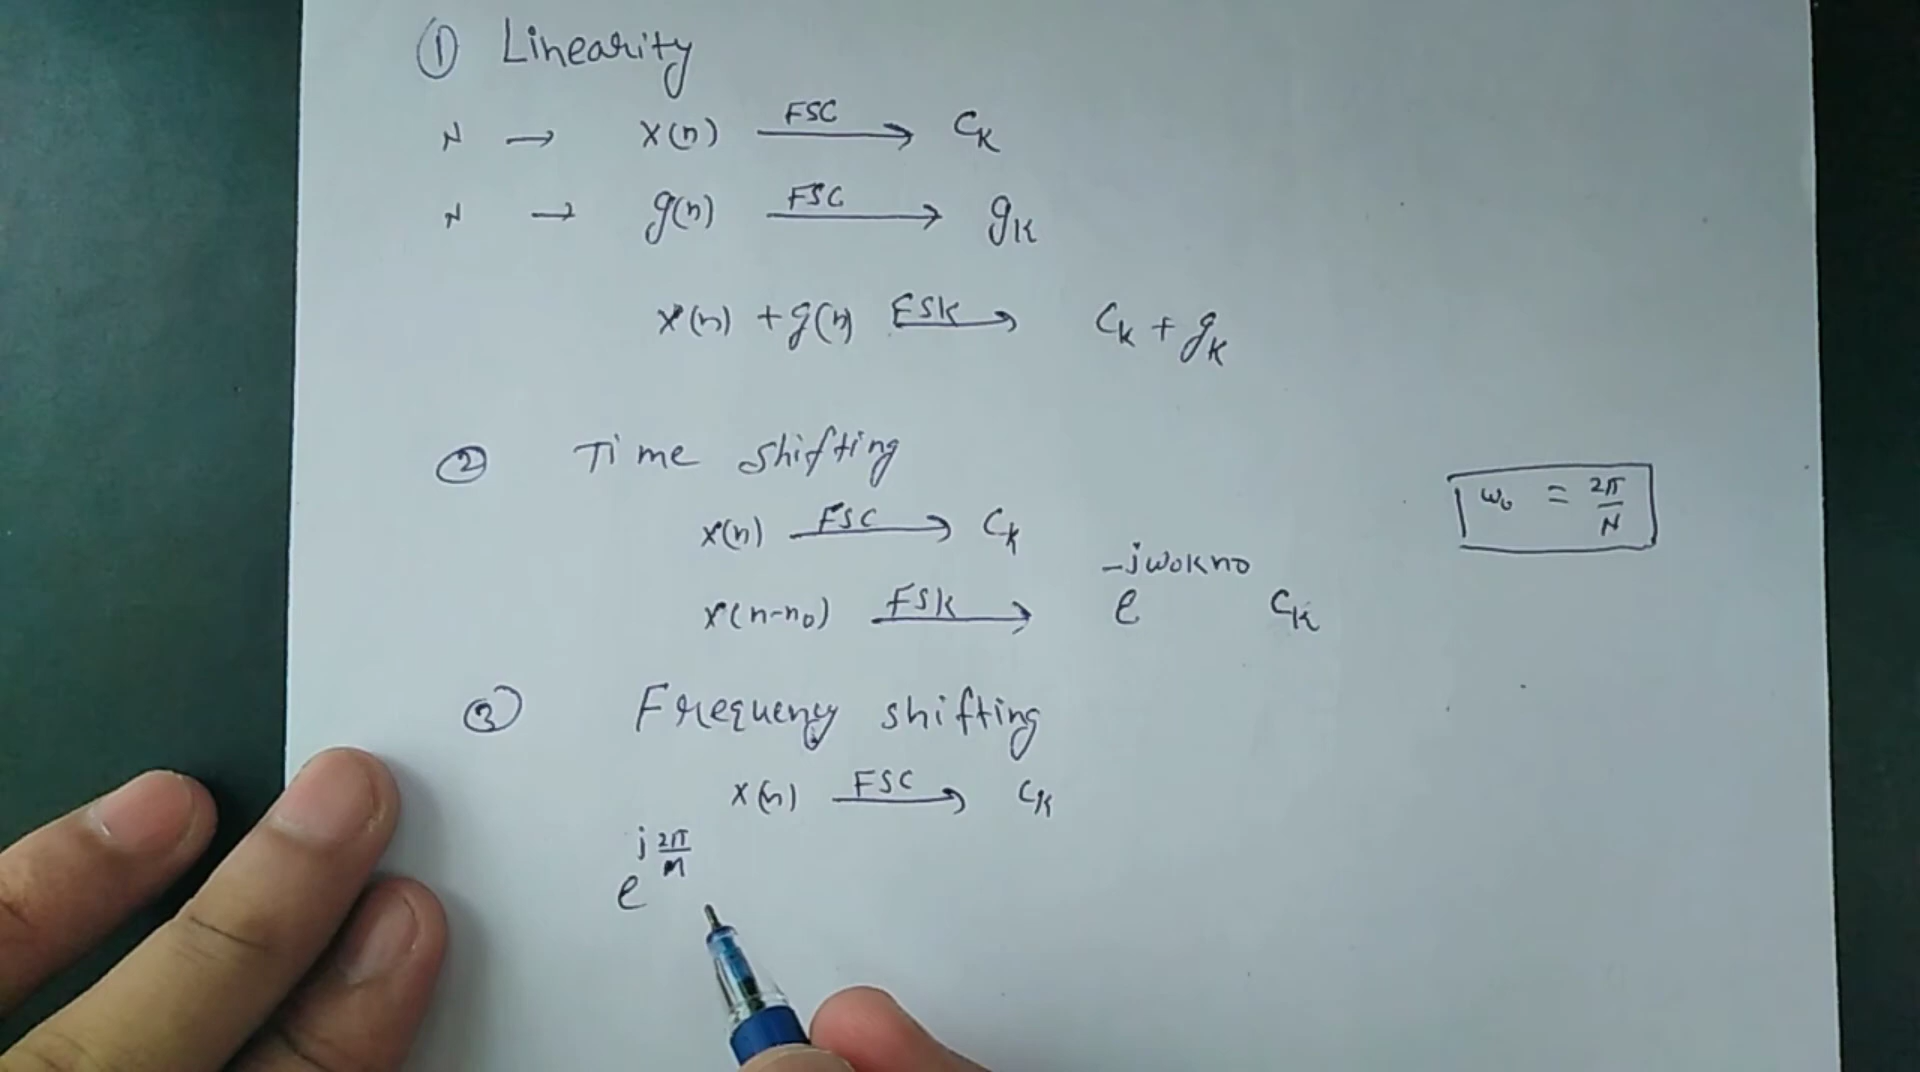 ① Linearity
N → x(n) FSC → Ck
N → g(n) FSC → gk
x(n) + g(n) FSK → Ck + gk
② Time shifting
ω0 = 2π/N
x(n) FSC → Ck
x(n-n0) FSK → e^-jω0kn0 Ck
③ Frequency shifting
x(n) FSC → Ck
e^j 2π/N